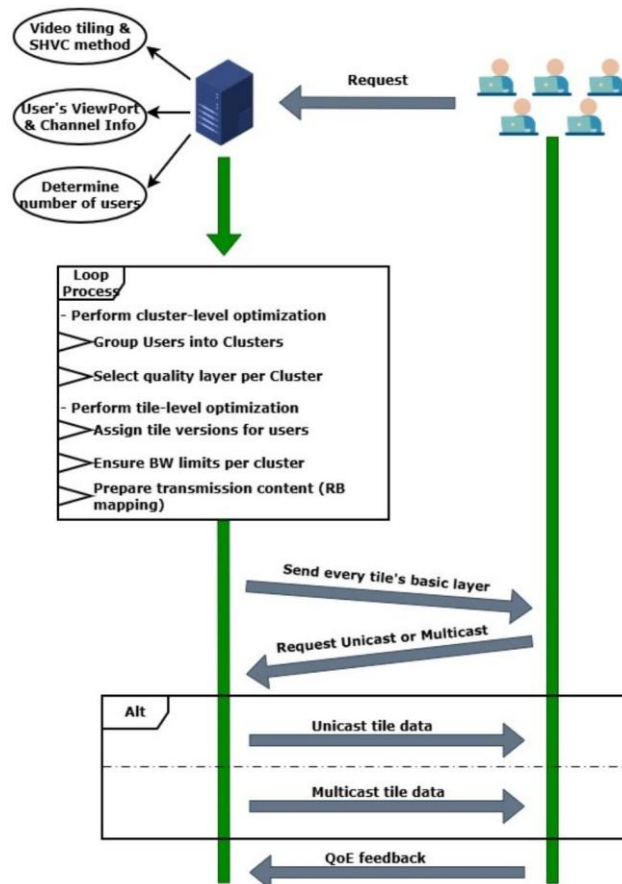 Video tiling &
SHVC method
Request
User's ViewPort
& Channel Info
Determine
number of users
Loop
Process
- Perform cluster-level optimization
Group Users into Clusters
Select quality layer per Cluster
- Perform tile-level optimization
Assign tile versions for users
Ensure BW limits per cluster
Prepare transmission content (RB
mapping)
Send every tile's basic layer
Request Unicast or Multicast
Alt
Unicast tile data
Multicast tile data
QoE feedback